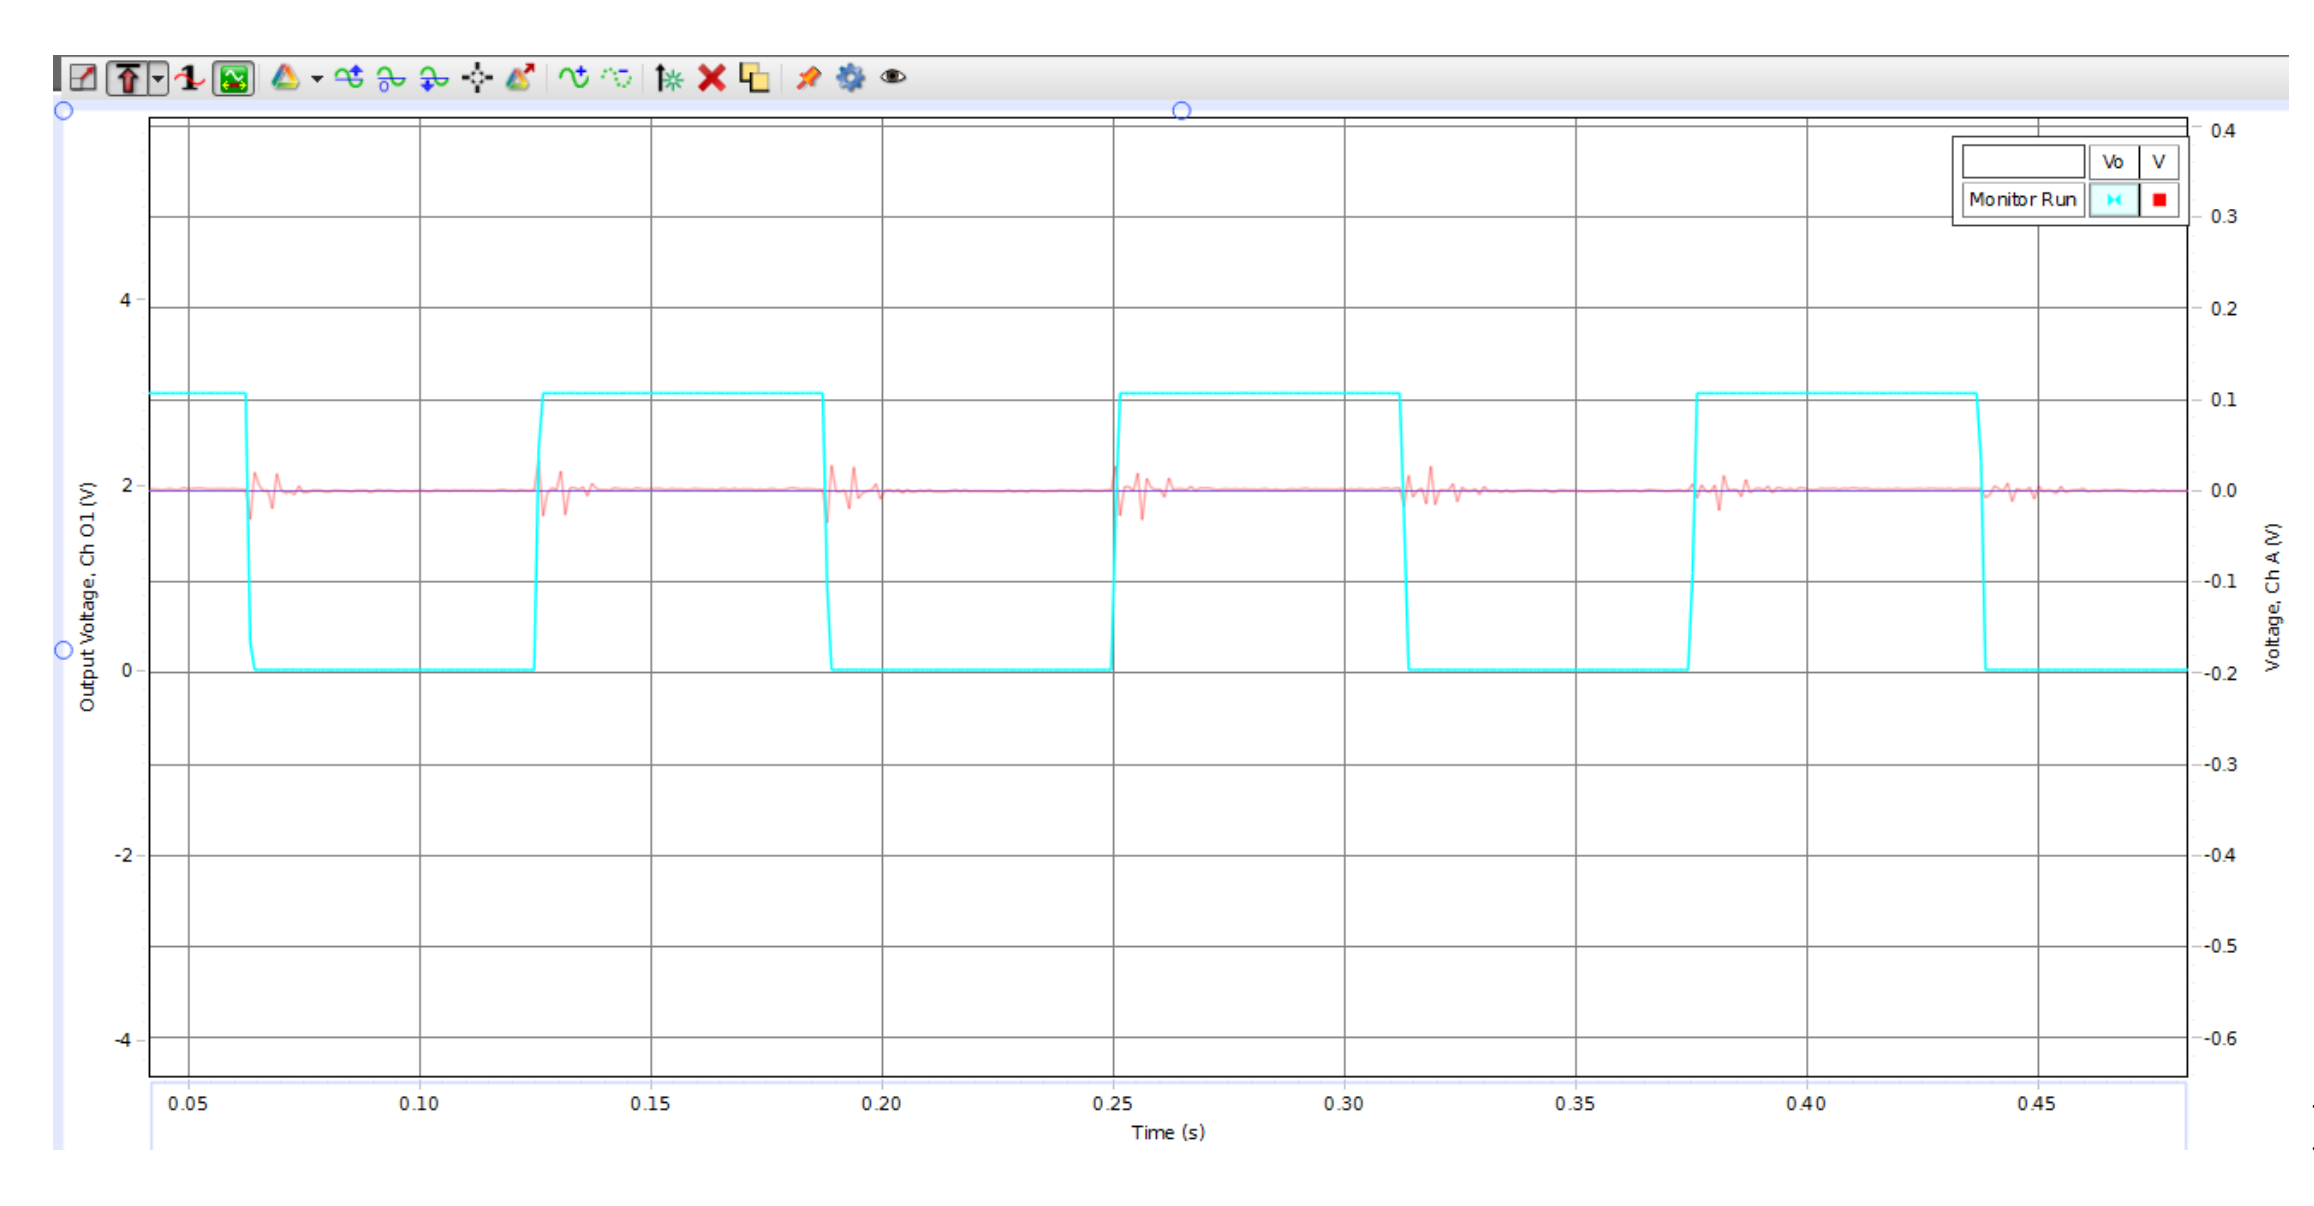 Vo V
Monitor Run
4
2
0
-2
-4
Output Voltage, Ch O1 (V)
0.4
0.3
0.2
0.1
0.0
-0.1
-0.2
-0.3
-0.4
-0.5
-0.6
Voltage, Ch A (V)
0.05 0.10 0.15 0.20 0.25 0.30 0.35 0.40 0.45
Time (s)